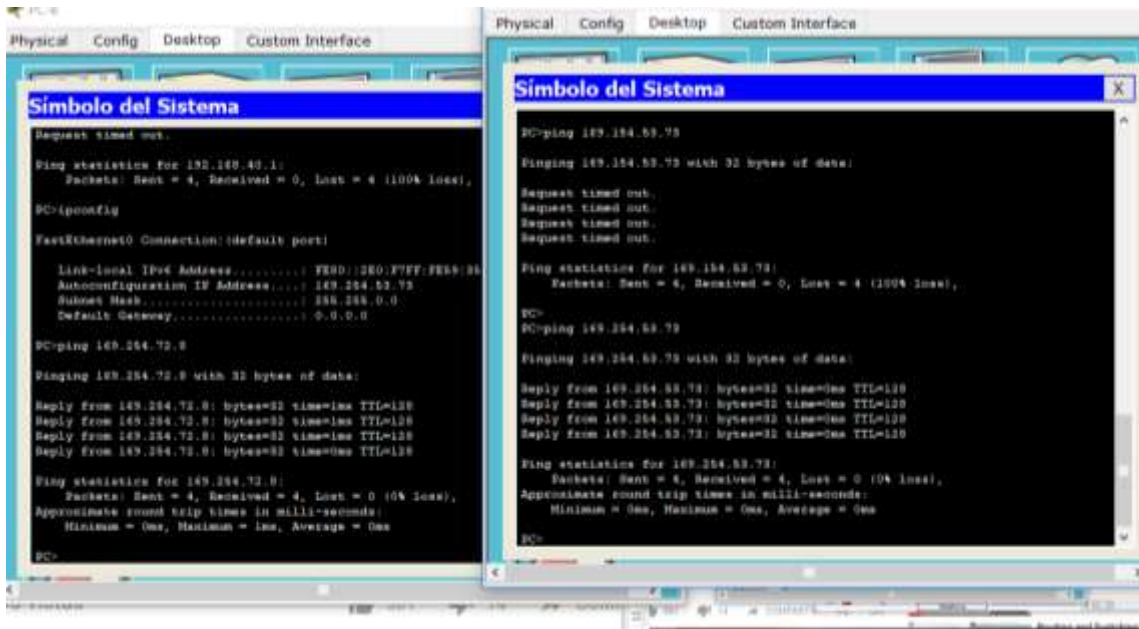 Physical Config Desktop Custom Interface
Símbolo del Sistema
Request timed out.
Ping statistics for 192.168.40.1:
Packets: Sent = 4, Received = 0, Lost = 4 (100% loss),
PC>ipconfig
FastEthernet0 Connection:(default port)
Link-local IPv6 Address.........: FE80::2E0:F7FF:FE59:
Autoconfiguration IP Address....: 169.254.53.73
Subnet Mask.....................: 255.255.0.0
Default Gateway.................: 0.0.0.0
PC>ping 169.254.72.8
Pinging 169.254.72.8 with 32 bytes of data:
Reply from 169.254.72.8: bytes=32 time=1ms TTL=128
Reply from 169.254.72.8: bytes=32 time=0ms TTL=128
Reply from 169.254.72.8: bytes=32 time=1ms TTL=128
Reply from 169.254.72.8: bytes=32 time=0ms TTL=128
Ping statistics for 169.254.72.8:
Packets: Sent = 4, Received = 4, Lost = 0 (0% loss),
Approximate round trip times in milli-seconds:
Minimum = 0ms, Maximum = 1ms, Average = 0ms
PC>
Physical Config Desktop Custom Interface
Símbolo del Sistema X
PC>ping 169.154.53.73
Pinging 169.154.53.73 with 32 bytes of data:
Request timed out.
Request timed out.
Request timed out.
Request timed out.
Ping statistics for 169.154.53.73:
Packets: Sent = 4, Received = 0, Lost = 4 (100% loss),
PC>
PC>ping 169.254.53.73
Pinging 169.254.53.73 with 32 bytes of data:
Reply from 169.254.53.73: bytes=32 time=0ms TTL=128
Reply from 169.254.53.73: bytes=32 time=0ms TTL=128
Reply from 169.254.53.73: bytes=32 time=0ms TTL=128
Reply from 169.254.53.73: bytes=32 time=0ms TTL=128
Ping statistics for 169.254.53.73:
Packets: Sent = 4, Received = 4, Lost = 0 (0% loss),
Approximate round trip times in milli-seconds:
Minimum = 0ms, Maximum = 0ms, Average = 0ms
PC>